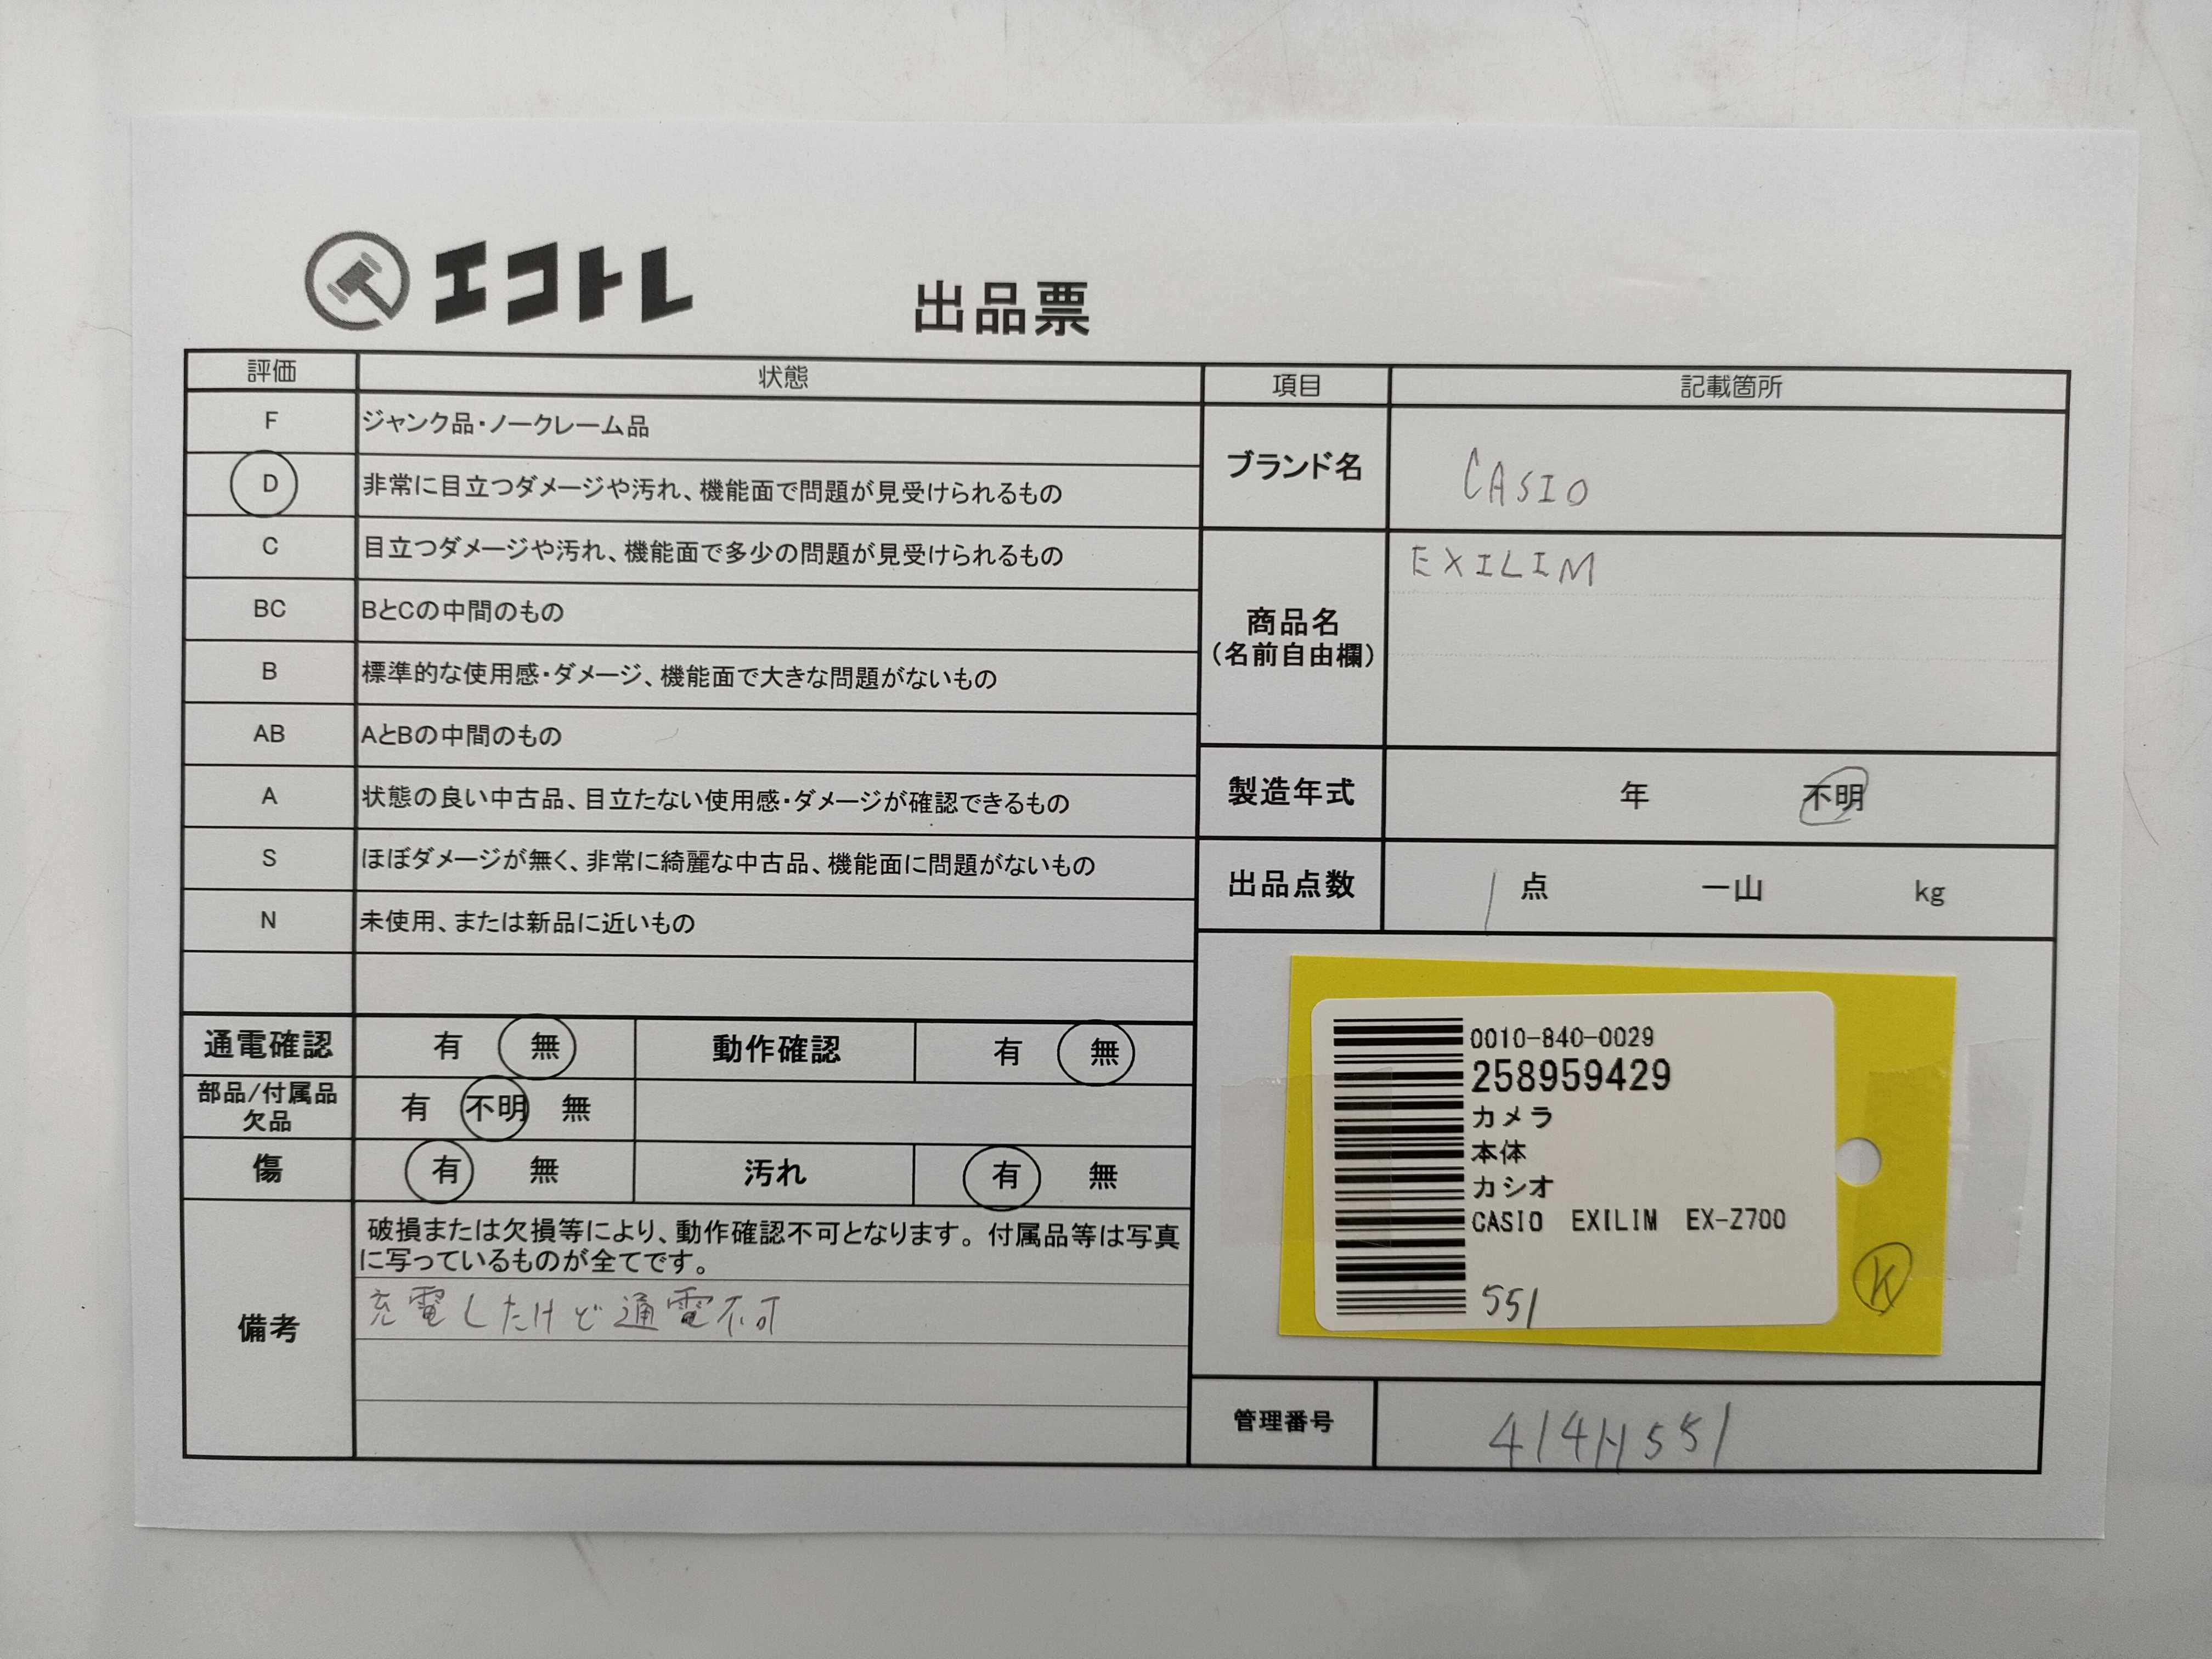 エコトレ
出品票
評価 状態
F ジャンク品・ノークレーム品
D 非常に目立つダメージや汚れ、機能面で問題が見受けられるもの
C 目立つダメージや汚れ、機能面で多少の問題が見受けられるもの
BC BとCの中間のもの
B 標準的な使用感・ダメージ、機能面で大きな問題がないもの
AB AとBの中間のもの
A 状態の良い中古品、目立たない使用感・ダメージが確認できるもの
S ほぼダメージが無く、非常に綺麗な中古品、機能面に問題がないもの
N 未使用、または新品に近いもの
通電確認 有 無 動作確認 有 無
部品/付属品
欠品
有 不明 無
傷 有 無 汚れ 有 無
備考
破損または欠損等により、動作確認不可となります。付属品等は写真
に写っているものが全てです。
充電したけど通電不可
項目 記載箇所
ブランド名 CASIO
商品名
(名前自由欄)
EXILIM
製造年式 年 不明
出品点数 1 点 一山 kg
0010-840-0029
258959429
カメラ
本体
カシオ
CASIO EXILIM EX-Z700
551
K
管理番号 414H551